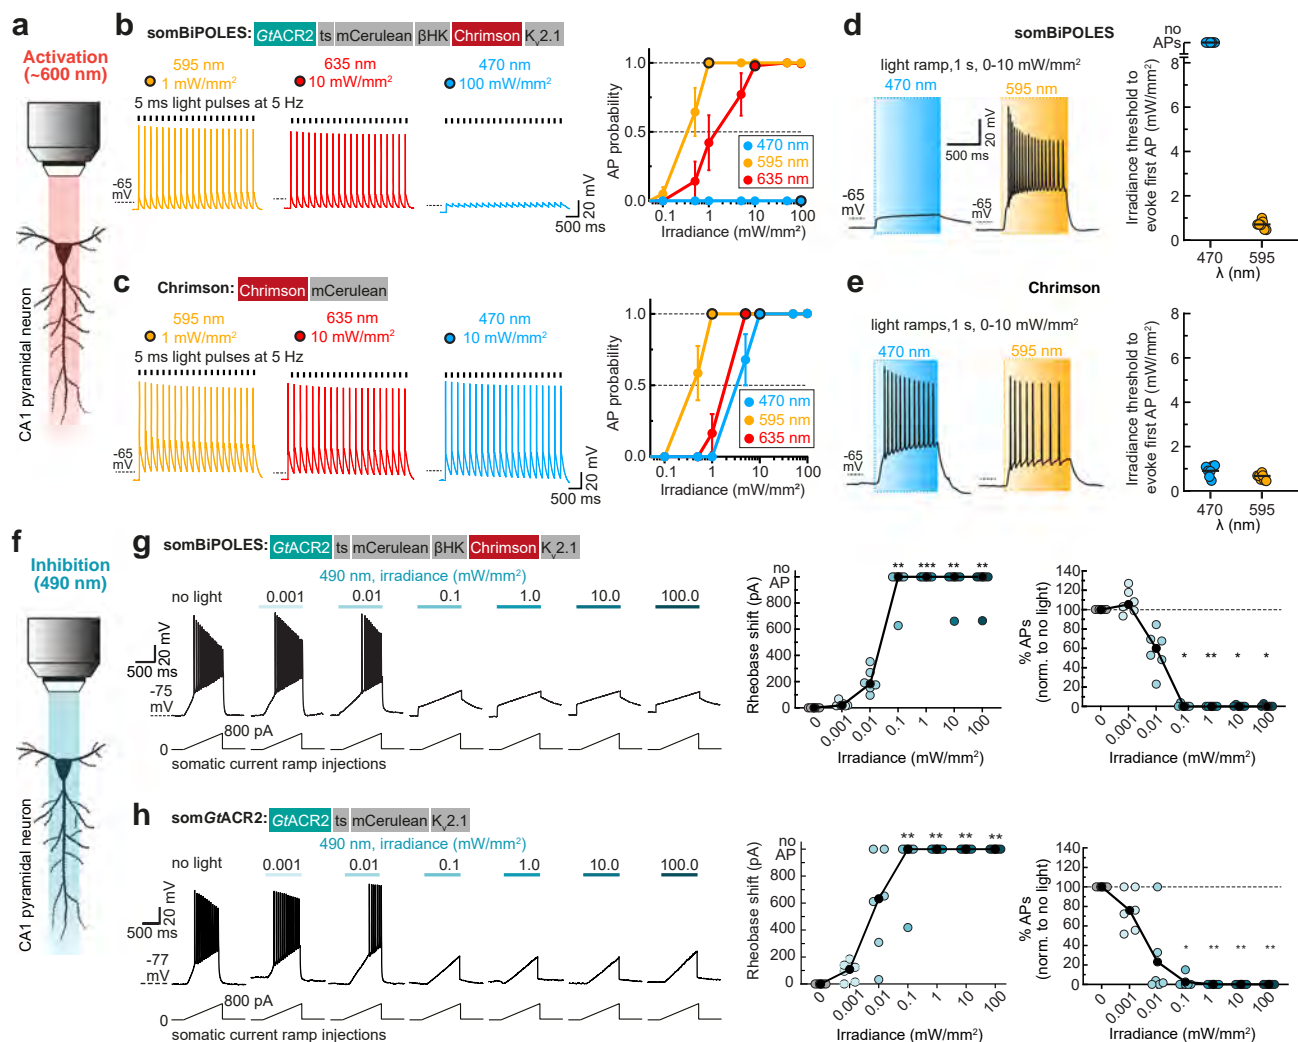 a
Activation
(~600 nm)
CA1 pyramidal neuron
b
somBiPOLES: GtACR2 ts mCerulean βHK Chrimson Kv2.1
595 nm
1 mW/mm²
635 nm
10 mW/mm²
470 nm
100 mW/mm²
5 ms light pulses at 5 Hz
-65
mV
20 mV
500 ms
AP probability
1.0
0.5
0.0
470 nm
595 nm
635 nm
0.1 1 10 100
Irradiance (mW/mm²)
c
Chrimson: Chrimson mCerulean
595 nm
1 mW/mm²
635 nm
10 mW/mm²
470 nm
10 mW/mm²
5 ms light pulses at 5 Hz
-65
mV
20 mV
500 ms
AP probability
1.0
0.5
0.0
470 nm
595 nm
635 nm
0.1 1 10 100
Irradiance (mW/mm²)
d
somBiPOLES
light ramp, 1 s, 0-10 mW/mm²
470 nm
595 nm
20 mV
500 ms
-65
mV
-65
mV
Irradiance threshold to
evoke first AP (mW/mm²)
no
APs
8
6
4
2
0
470 595
λ (nm)
e
Chrimson
light ramps, 1 s, 0-10 mW/mm²
470 nm
595 nm
-65
mV
Irradiance threshold to
evoke first AP (mW/mm²)
8
6
4
2
0
470 595
λ (nm)
f
Inhibition
(490 nm)
CA1 pyramidal neuron
g
somBiPOLES: GtACR2 ts mCerulean βHK Chrimson Kv2.1
490 nm, irradiance (mW/mm²)
no light 0.001 0.01 0.1 1.0 10.0 100.0
20 mV
500 ms
-75
mV
800 pA
0
somatic current ramp injections
Rheobase shift (pA)
no
AP
800
600
400
200
0
** *** ** **
0 0.001 0.01 0.1 1 10 100
Irradiance (mW/mm²)
% APs
(norm. to no light)
140
120
100
80
60
40
20
0
* ** * *
0 0.001 0.01 0.1 1 10 100
Irradiance (mW/mm²)
h
somGtACR2: GtACR2 ts mCerulean Kv2.1
490 nm, irradiance (mW/mm²)
no light 0.001 0.01 0.1 1.0 10.0 100.0
20 mV
500 ms
-77
mV
800 pA
0
somatic current ramp injections
Rheobase shift (pA)
no
AP
800
600
400
200
0
** ** ** **
0 0.001 0.01 0.1 1 10 100
Irradiance (mW/mm²)
% APs
(norm. to no light)
140
120
100
80
60
40
20
0
* ** ** **
0 0.001 0.01 0.1 1 10 100
Irradiance (mW/mm²)